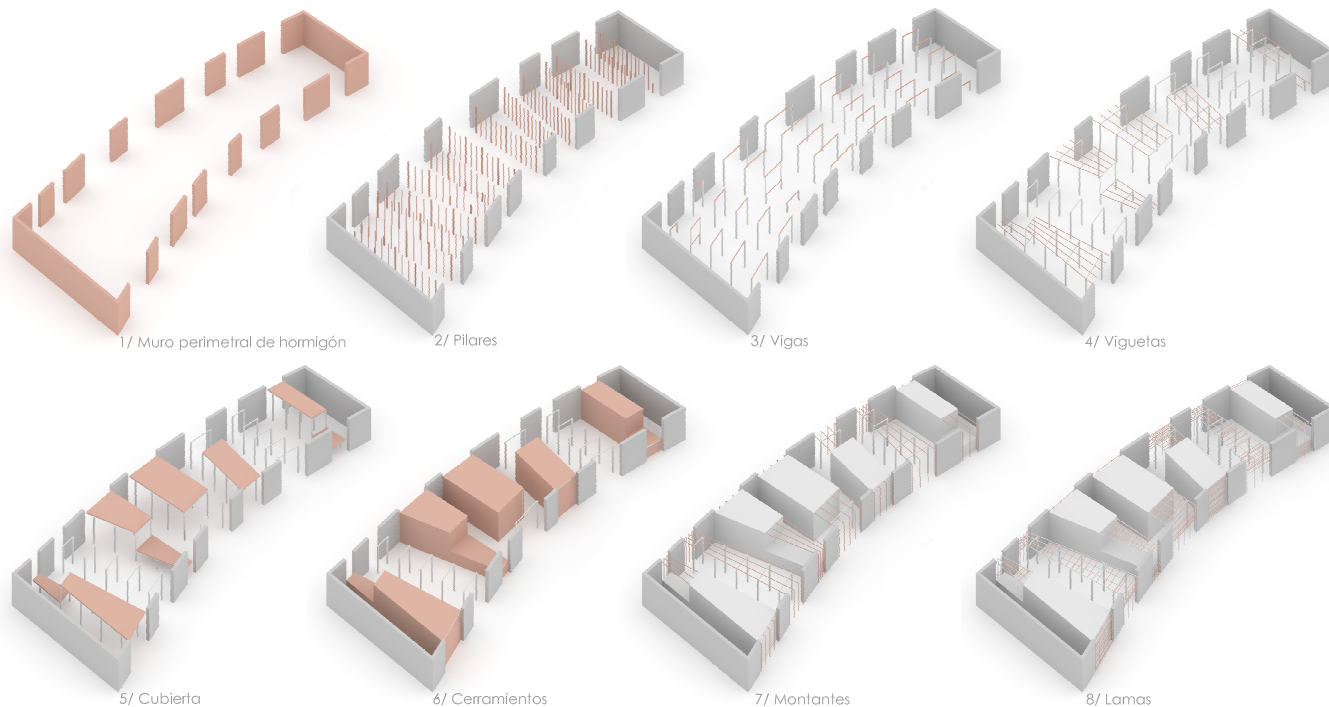 1/ Muro perimetral de hormigón
2/ Pilares
3/ Vigas
4/ Viguetas
5/ Cubierta
6/ Cerramientos
7/ Montantes
8/ Lamas